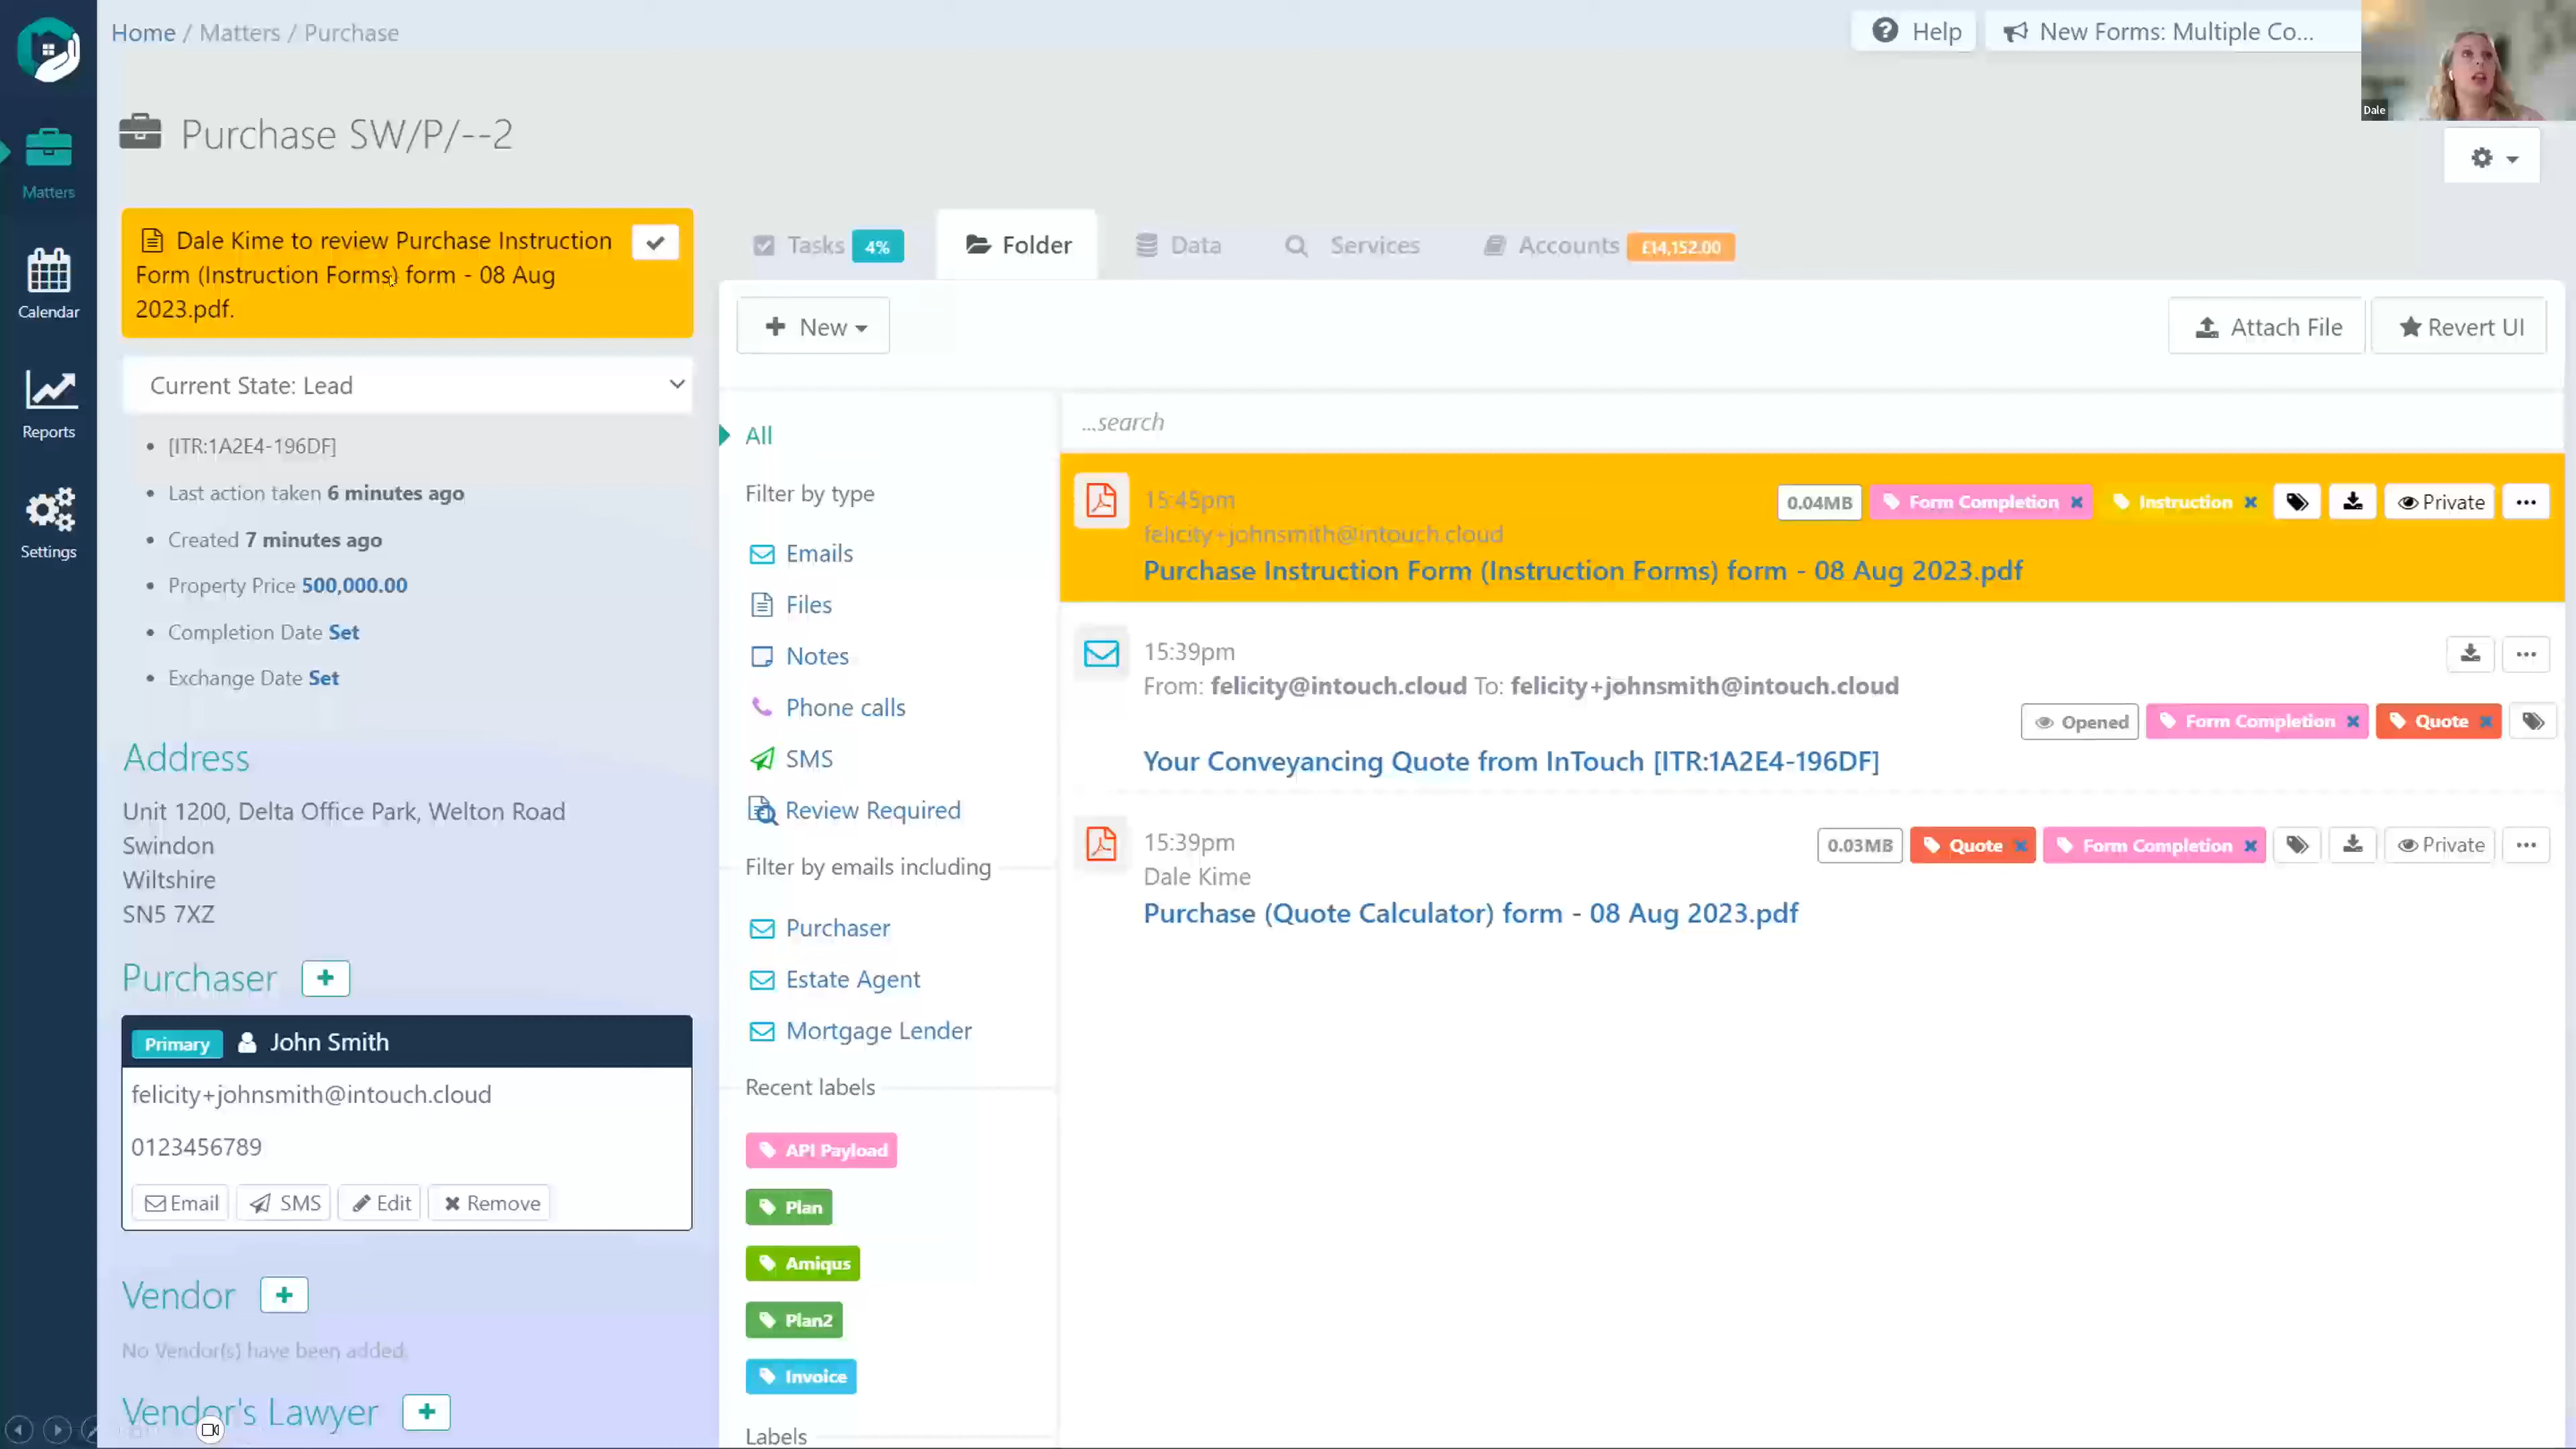 Home / Matters / Purchase
Help
New Forms: Multiple Co...
Dale
Purchase SW/P/--2
Matters
Calendar
Reports
Settings
Dale Kime to review Purchase Instruction
Form (Instruction Forms) form - 08 Aug
2023.pdf.
Current State: Lead
[ITR:1A2E4-196DF]
Last action taken 6 minutes ago
Created 7 minutes ago
Property Price 500,000.00
Completion Date Set
Exchange Date Set
Address
Unit 1200, Delta Office Park, Welton Road
Swindon
Wiltshire
SN5 7XZ
Purchaser
Primary John Smith
felicity+johnsmith@intouch.cloud
0123456789
Email SMS Edit Remove
Vendor
No Vendor(s) have been added.
Vendor's Lawyer
Tasks 4% Folder Data Services Accounts £14,152.00
New
Attach File Revert UI
All
Filter by type
Emails
Files
Notes
Phone calls
SMS
Review Required
Filter by emails including
Purchaser
Estate Agent
Mortgage Lender
Recent labels
API Payload
Plan
Amiqus
Plan2
Invoice
Labels
...search
15:45pm
0.04MB Form Completion Instruction Private
felicity+johnsmith@intouch.cloud
Purchase Instruction Form (Instruction Forms) form - 08 Aug 2023.pdf
15:39pm
From: felicity@intouch.cloud To: felicity+johnsmith@intouch.cloud
Opened Form Completion Quote
Your Conveyancing Quote from InTouch [ITR:1A2E4-196DF]
15:39pm
0.03MB Quote Form Completion Private
Dale Kime
Purchase (Quote Calculator) form - 08 Aug 2023.pdf